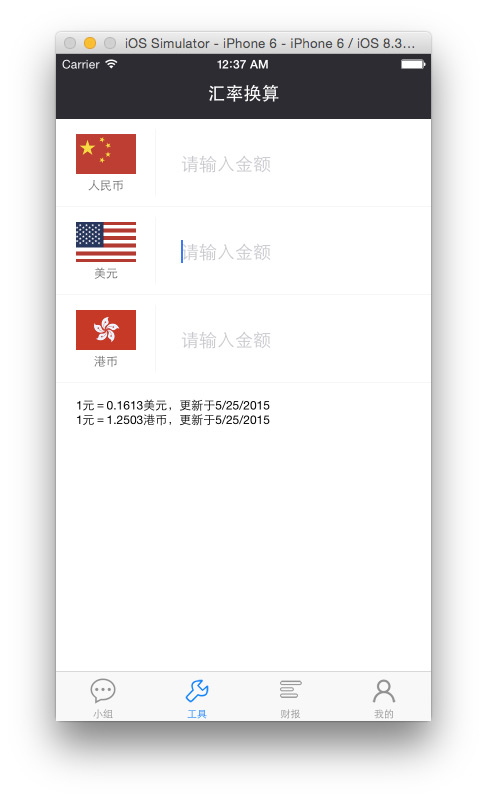 iOS Simulator - iPhone 6 - iPhone 6 / iOS 8.3...
Carrier 12:37 AM
汇率换算
请输入金额
人民币
请输入金额
美元
请输入金额
港币
1元＝0.1613美元，更新于5/25/2015
1元＝1.2503港币，更新于5/25/2015
小组 工具 财报 我的